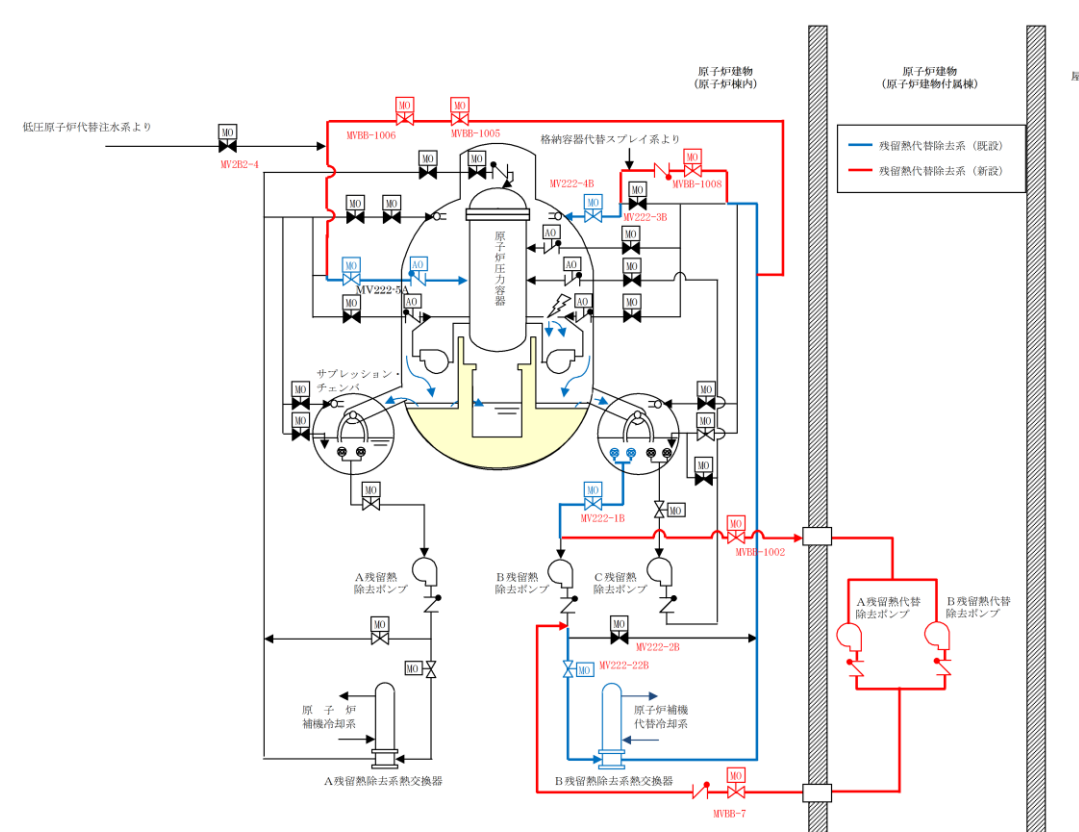 原子炉建物
（原子炉棟内）
原子炉建物
（原子炉建物付属棟）
低圧原子炉代替注水系より
MO
MV2B2-4
MO
MVBB-1006
MO
MVBB-1005
格納容器代替スプレイ系より
MO
MVBB-1008
残留熱代替除去系（既設）
残留熱代替除去系（新設）
MO
MO
MV222-4B
MO
MO
MV222-3B
MO
MO
AO
MO
原子炉圧力容器
MO
AO
MV222-5A
AO
MO
MO
AO
AO
MO
サプレッション・
チェンバ
MO
MO
MO
MO
MO
MO
MO
MV222-1B
MO
MO
MVBB-1002
A残留熱
除去ポンプ
B残留熱
除去ポンプ
C残留熱
除去ポンプ
A残留熱代替
除去ポンプ
B残留熱代替
除去ポンプ
MO
MO
MV222-2B
MO
MO
MV222-22B
原子炉
補機冷却系
原子炉補機
代替冷却系
A残留熱除去系熱交換器
B残留熱除去系熱交換器
MO
MVBB-7